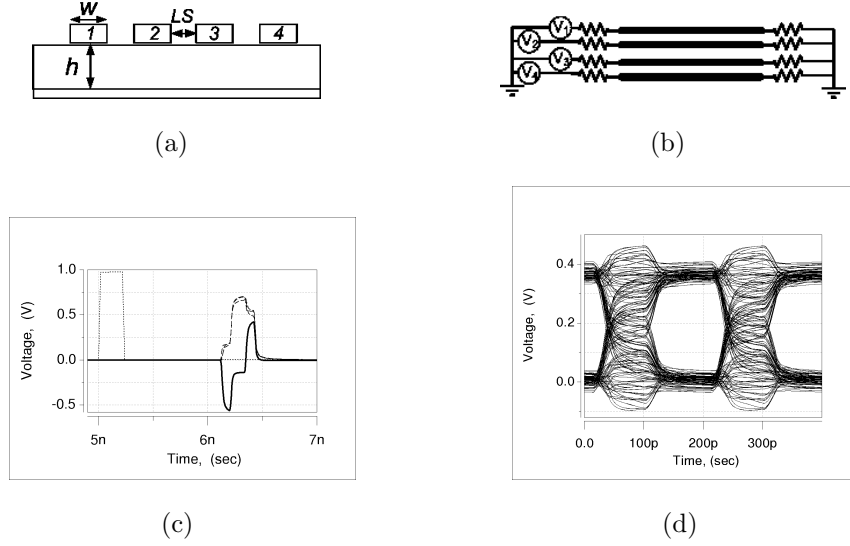 W
LS
1
2
3
4
h
(a)
V₁
V₂
V₃
V₄
(b)
1.0
0.5
0.0
-0.5
Voltage, (V)
5n
6n
7n
Time, (sec)
(c)
0.4
0.2
0.0
Voltage, (V)
0.0
100p
200p
300p
Time, (sec)
(d)